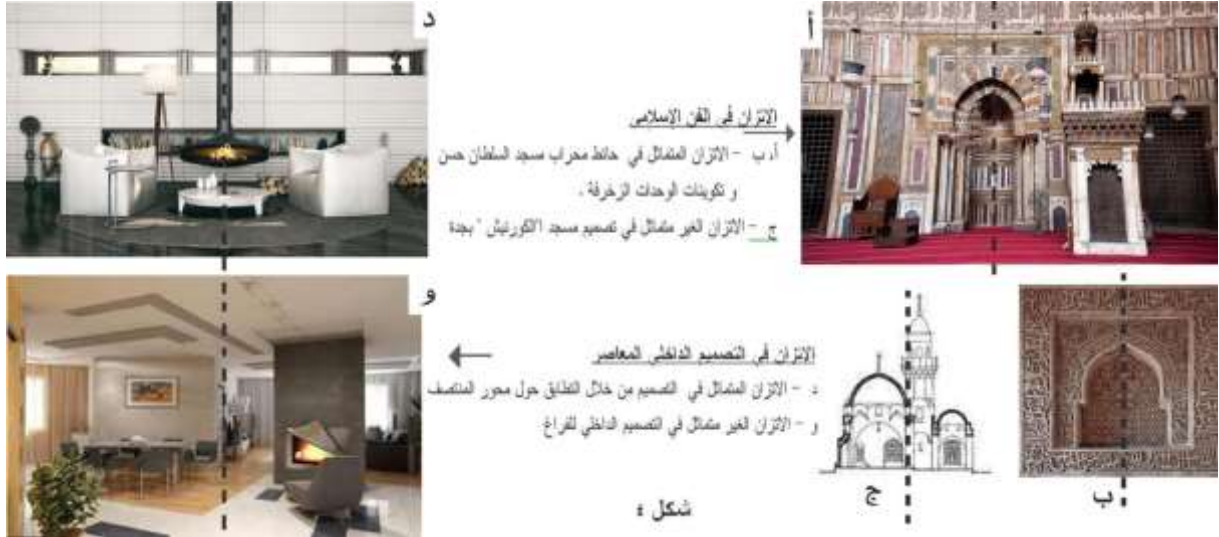 أ
د
الاتزان في الفن الإسلامي
أ، ب - الاتزان المتماثل في حائط محراب مسجد السلطان حسن
و تكوينات الوحدات الزخرفة .
ج - الاتزان الغير متماثل في تصميم مسجد "الكورنيش" بجدة
و
الاتزان في التصميم الداخلي المعاصر
د - الاتزان المتماثل في التصميم من خلال التطابق حول محور المنتصف
و - الاتزان الغير متماثل في التصميم الداخلي للفراغ
ب
ج
شكل ٤